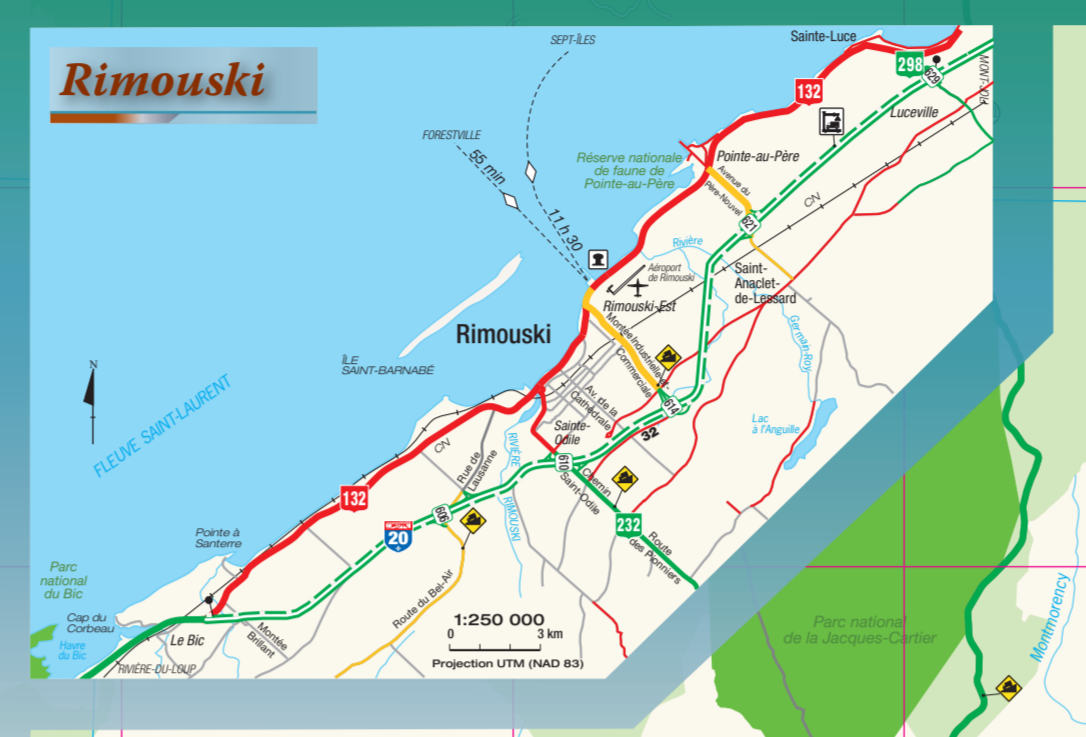 Rimouski
SEPT-ÎLES
Sainte-Luce
298
629
MONT-JOLI
132
Luceville
FORESTVILLE
55 min
11 h 30
Réserve nationale
de faune de
Pointe-au-Père
Pointe-au-Père
Avenue du
Père-Nouvel
CN
621
Rivière
Germain-Roy
Aéroport
de Rimouski
Saint-
Anaclet-
de-Lessard
Rimouski-Est
Rimouski
Montée Industrielle-et-
Commerciale
N
ÎLE
SAINT-BARNABÉ
Av. de la
Cathédrale
614
32
Lac
à l'Anguille
FLEUVE SAINT-LAURENT
CN
Sainte-
Odile
RIVIÈRE
RIMOUSKI
Rue de
Lausanne
610
Chemin
Saint-Odile
132
606
20
232
Route
des Pionniers
Pointe à
Santerre
Parc
national
du Bic
Cap du
Corbeau
Havre
du Bic
Le Bic
Montée
Brilant
Route du Bel-Air
RIVIÈRE-DU-LOUP
1:250 000
0 3 km
Projection UTM (NAD 83)
Parc national
de la Jacques-Cartier
Montmorency